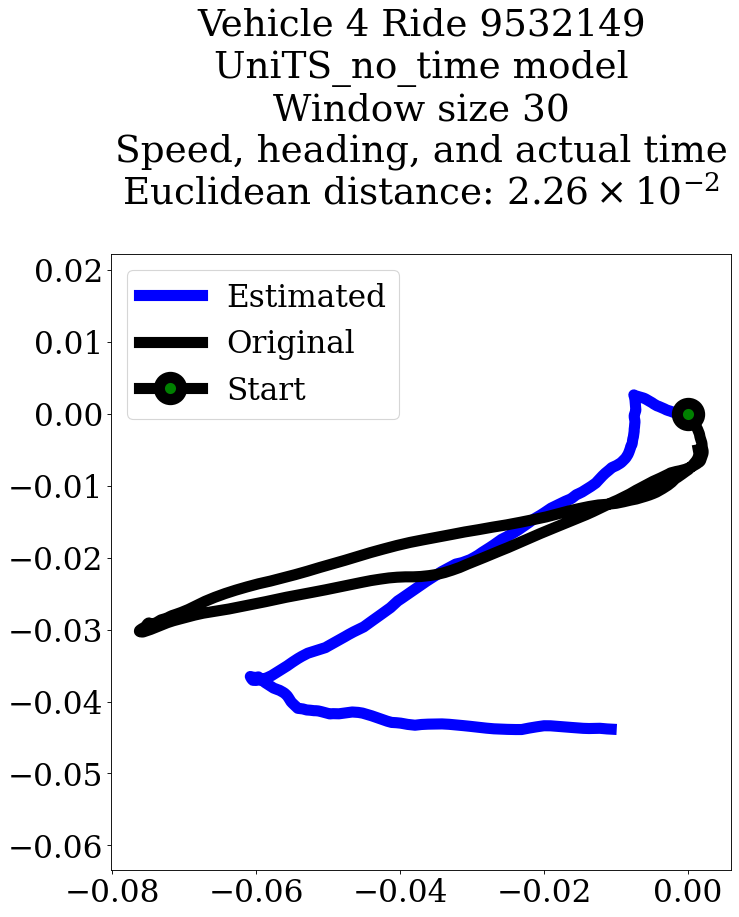 Vehicle 4 Ride 9532149
UniTS_no_time model
Window size 30
Speed, heading, and actual time
Euclidean distance: 2.26 × 10⁻²
Estimated
Original
Start
0.02
0.01
0.00
−0.01
−0.02
−0.03
−0.04
−0.05
−0.06
−0.08 −0.06 −0.04 −0.02 0.00